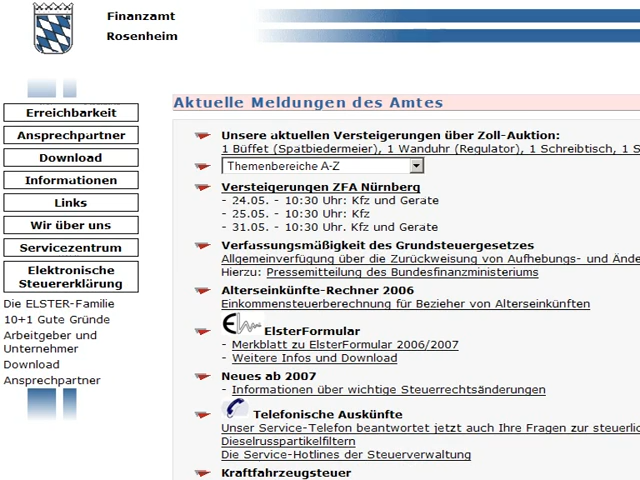 Finanzamt
Rosenheim
Erreichbarkeit
Ansprechpartner
Download
Informationen
Links
Wir über uns
Servicezentrum
Elektronische
Steuererklärung
Die ELSTER-Familie
10+1 Gute Gründe
Arbeitgeber und
Unternehmer
Download
Ansprechpartner
Aktuelle Meldungen des Amtes
Unsere aktuellen Versteigerungen über Zoll-Auktion:
1 Büffet (Spatbiedermeier), 1 Wanduhr (Regulator), 1 Schreibtisch, 1 S
Themenbereiche A-Z
Versteigerungen ZFA Nürnberg
- 24.05. - 10:30 Uhr: Kfz und Gerate
- 25.05. - 10:30 Uhr: Kfz
- 31.05. - 10:30 Uhr. Kfz und Gerate
Verfassungsmäßigkeit des Grundsteuergesetzes
Allgemeinverfügung über die Zurückweisung von Aufhebungs- und Ände
Hierzu: Pressemitteilung des Bundesfinanzministeriums
Alterseinkünfte-Rechner 2006
Einkommensteuerberechnung für Bezieher von Alterseinkünften
ElsterFormular
- Merkblatt zu ElsterFormular 2006/2007
- Weitere Infos und Download
Neues ab 2007
- Informationen über wichtige Steuerrechtsänderungen
Telefonische Auskünfte
Unser Service-Telefon beantwortet jetzt auch Ihre Fragen zur steuerlic
Dieselrusspartikelfiltern
Die Service-Hotlines der Steuerverwaltung
Kraftfahrzeugsteuer